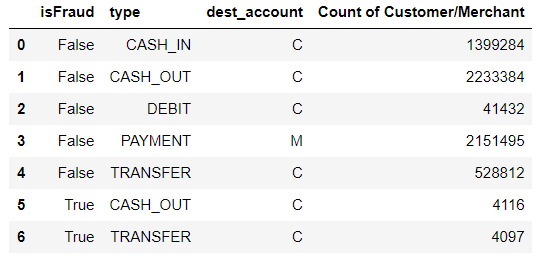 isFraud type dest_account Count of Customer/Merchant
0 False CASH_IN C 1399284
1 False CASH_OUT C 2233384
2 False DEBIT C 41432
3 False PAYMENT M 2151495
4 False TRANSFER C 528812
5 True CASH_OUT C 4116
6 True TRANSFER C 4097